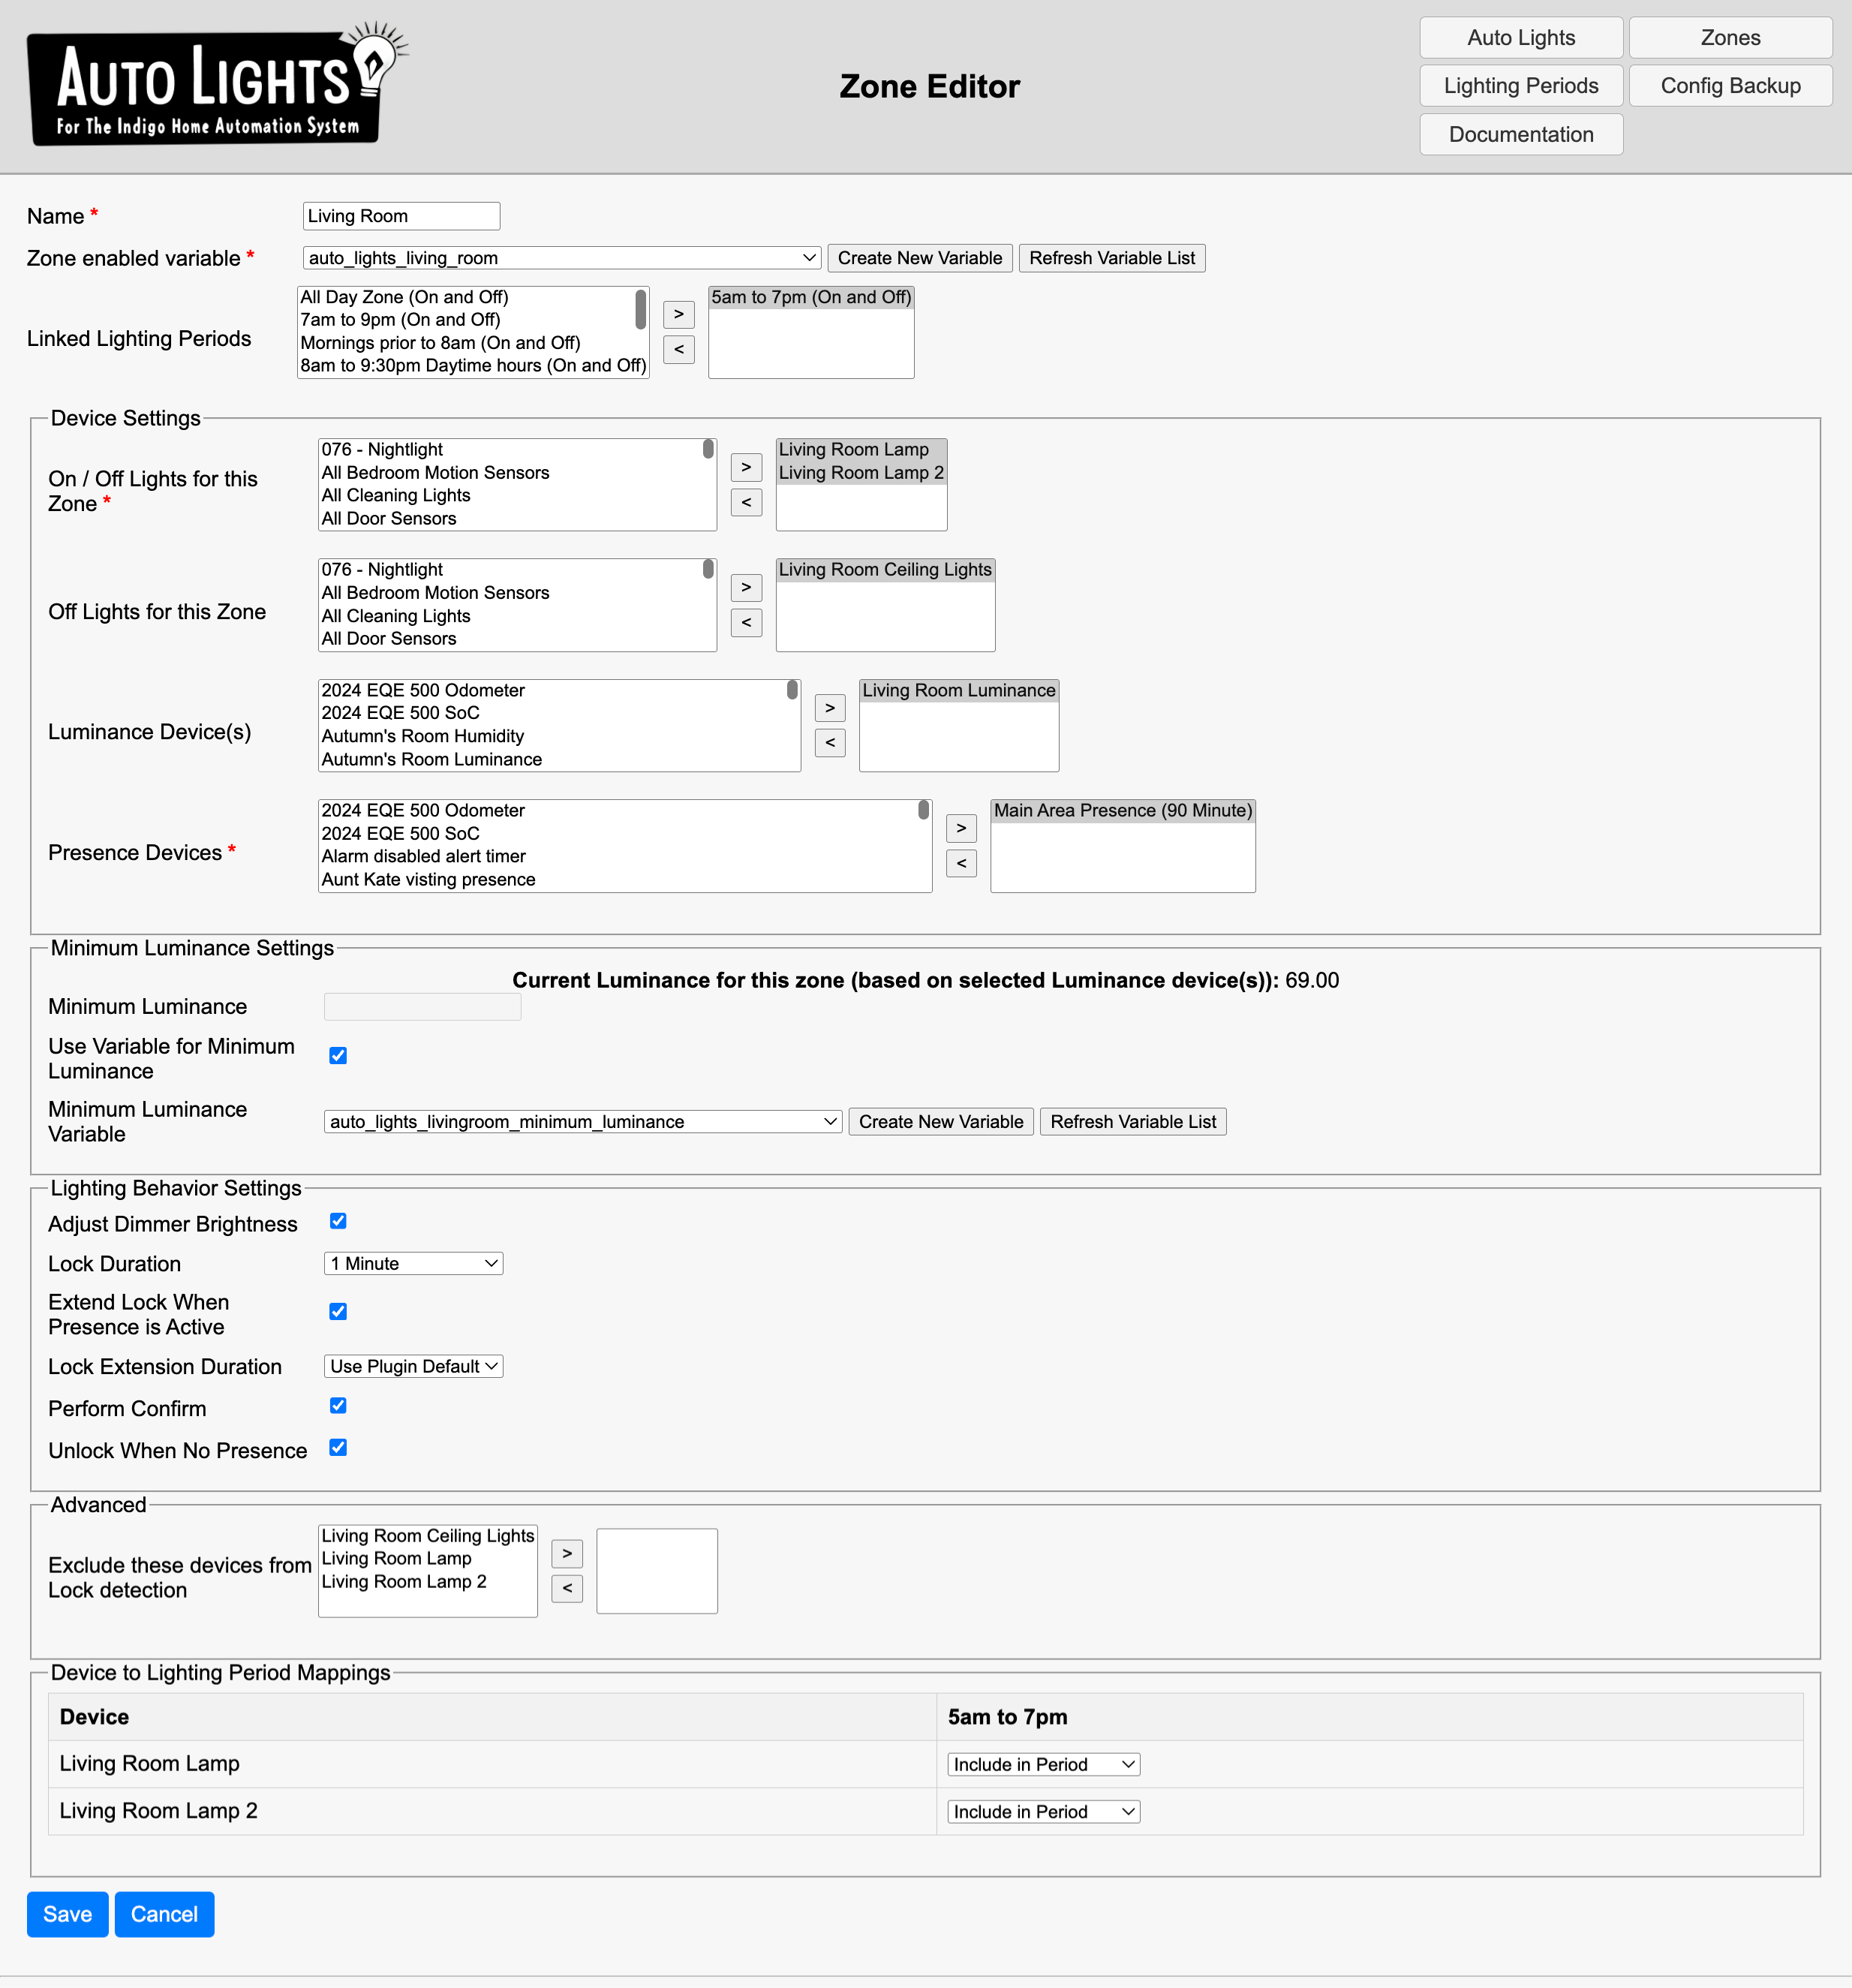 AUTO LIGHTS
For The Indigo Home Automation System
Zone Editor
Auto Lights
Zones
Lighting Periods
Config Backup
Documentation
Name *
Living Room
Zone enabled variable *
auto_lights_living_room
Create New Variable
Refresh Variable List
Linked Lighting Periods
All Day Zone (On and Off)
7am to 9pm (On and Off)
Mornings prior to 8am (On and Off)
8am to 9:30pm Daytime hours (On and Off)
>
<
5am to 7pm (On and Off)
Device Settings
On / Off Lights for this
Zone *
076 - Nightlight
All Bedroom Motion Sensors
All Cleaning Lights
All Door Sensors
>
<
Living Room Lamp
Living Room Lamp 2
Off Lights for this Zone
076 - Nightlight
All Bedroom Motion Sensors
All Cleaning Lights
All Door Sensors
>
<
Living Room Ceiling Lights
Luminance Device(s)
2024 EQE 500 Odometer
2024 EQE 500 SoC
Autumn's Room Humidity
Autumn's Room Luminance
>
<
Living Room Luminance
Presence Devices *
2024 EQE 500 Odometer
2024 EQE 500 SoC
Alarm disabled alert timer
Aunt Kate visting presence
>
<
Main Area Presence (90 Minute)
Minimum Luminance Settings
Current Luminance for this zone (based on selected Luminance device(s)): 69.00
Minimum Luminance
Use Variable for Minimum
Luminance
Minimum Luminance
Variable
auto_lights_livingroom_minimum_luminance
Create New Variable
Refresh Variable List
Lighting Behavior Settings
Adjust Dimmer Brightness
Lock Duration
1 Minute
Extend Lock When
Presence is Active
Lock Extension Duration
Use Plugin Default
Perform Confirm
Unlock When No Presence
Advanced
Exclude these devices from
Lock detection
Living Room Ceiling Lights
Living Room Lamp
Living Room Lamp 2
>
<
Device to Lighting Period Mappings
Device
5am to 7pm
Living Room Lamp
Include in Period
Living Room Lamp 2
Include in Period
Save
Cancel